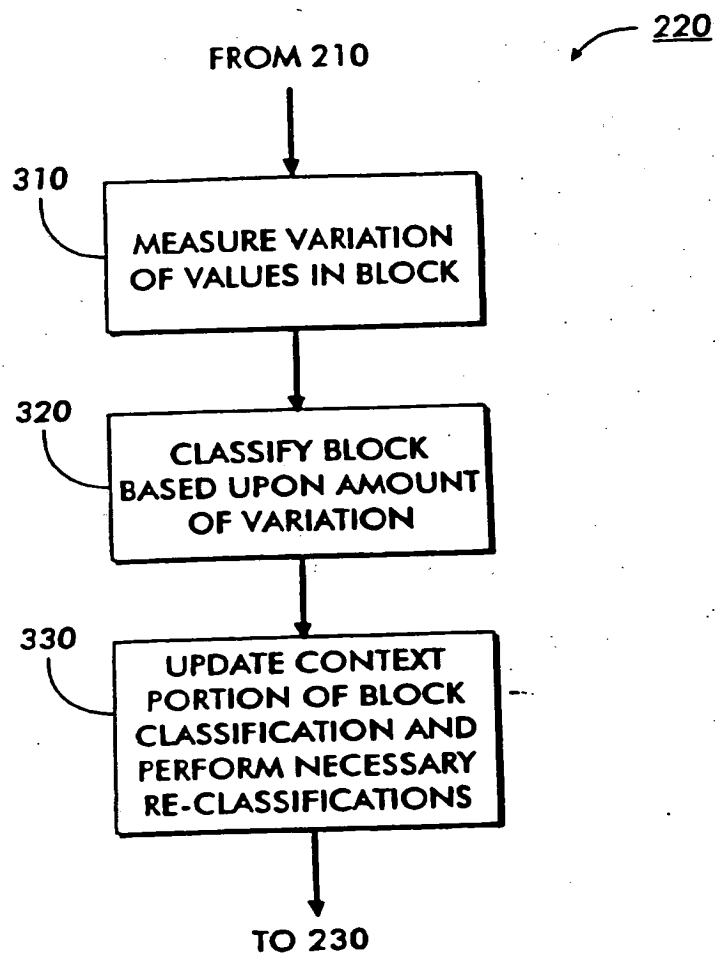 220
FROM 210
310
MEASURE VARIATION
OF VALUES IN BLOCK
320
CLASSIFY BLOCK
BASED UPON AMOUNT
OF VARIATION
330
UPDATE CONTEXT
PORTION OF BLOCK
CLASSIFICATION AND
PERFORM NECESSARY
RE-CLASSIFICATIONS
TO 230